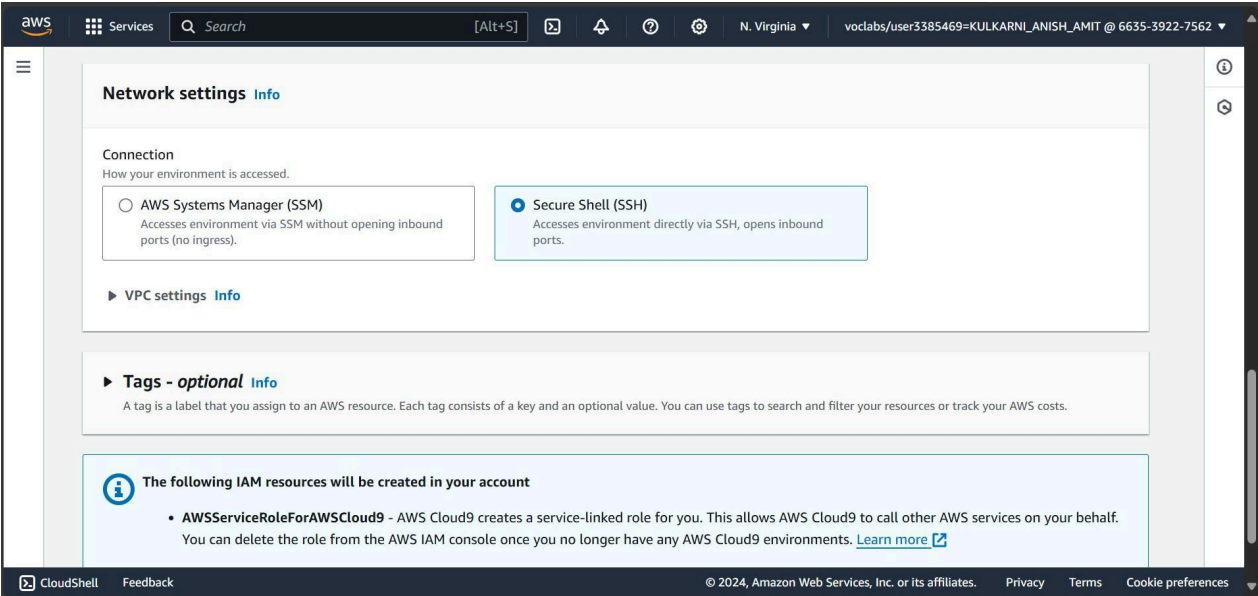 aws
Services
Search [Alt+S]
N. Virginia ▼
voclabs/user3385469=KULKARNI_ANISH_AMIT @ 6635-3922-7562 ▼
Network settings Info
Connection
How your environment is accessed.
AWS Systems Manager (SSM)
Accesses environment via SSM without opening inbound
ports (no ingress).
Secure Shell (SSH)
Accesses environment directly via SSH, opens inbound
ports.
▶ VPC settings Info
▶ Tags - optional Info
A tag is a label that you assign to an AWS resource. Each tag consists of a key and an optional value. You can use tags to search and filter your resources or track your AWS costs.
The following IAM resources will be created in your account
• AWSServiceRoleForAWSCloud9 - AWS Cloud9 creates a service-linked role for you. This allows AWS Cloud9 to call other AWS services on your behalf.
You can delete the role from the AWS IAM console once you no longer have any AWS Cloud9 environments. Learn more
CloudShell Feedback © 2024, Amazon Web Services, Inc. or its affiliates. Privacy Terms Cookie preferences